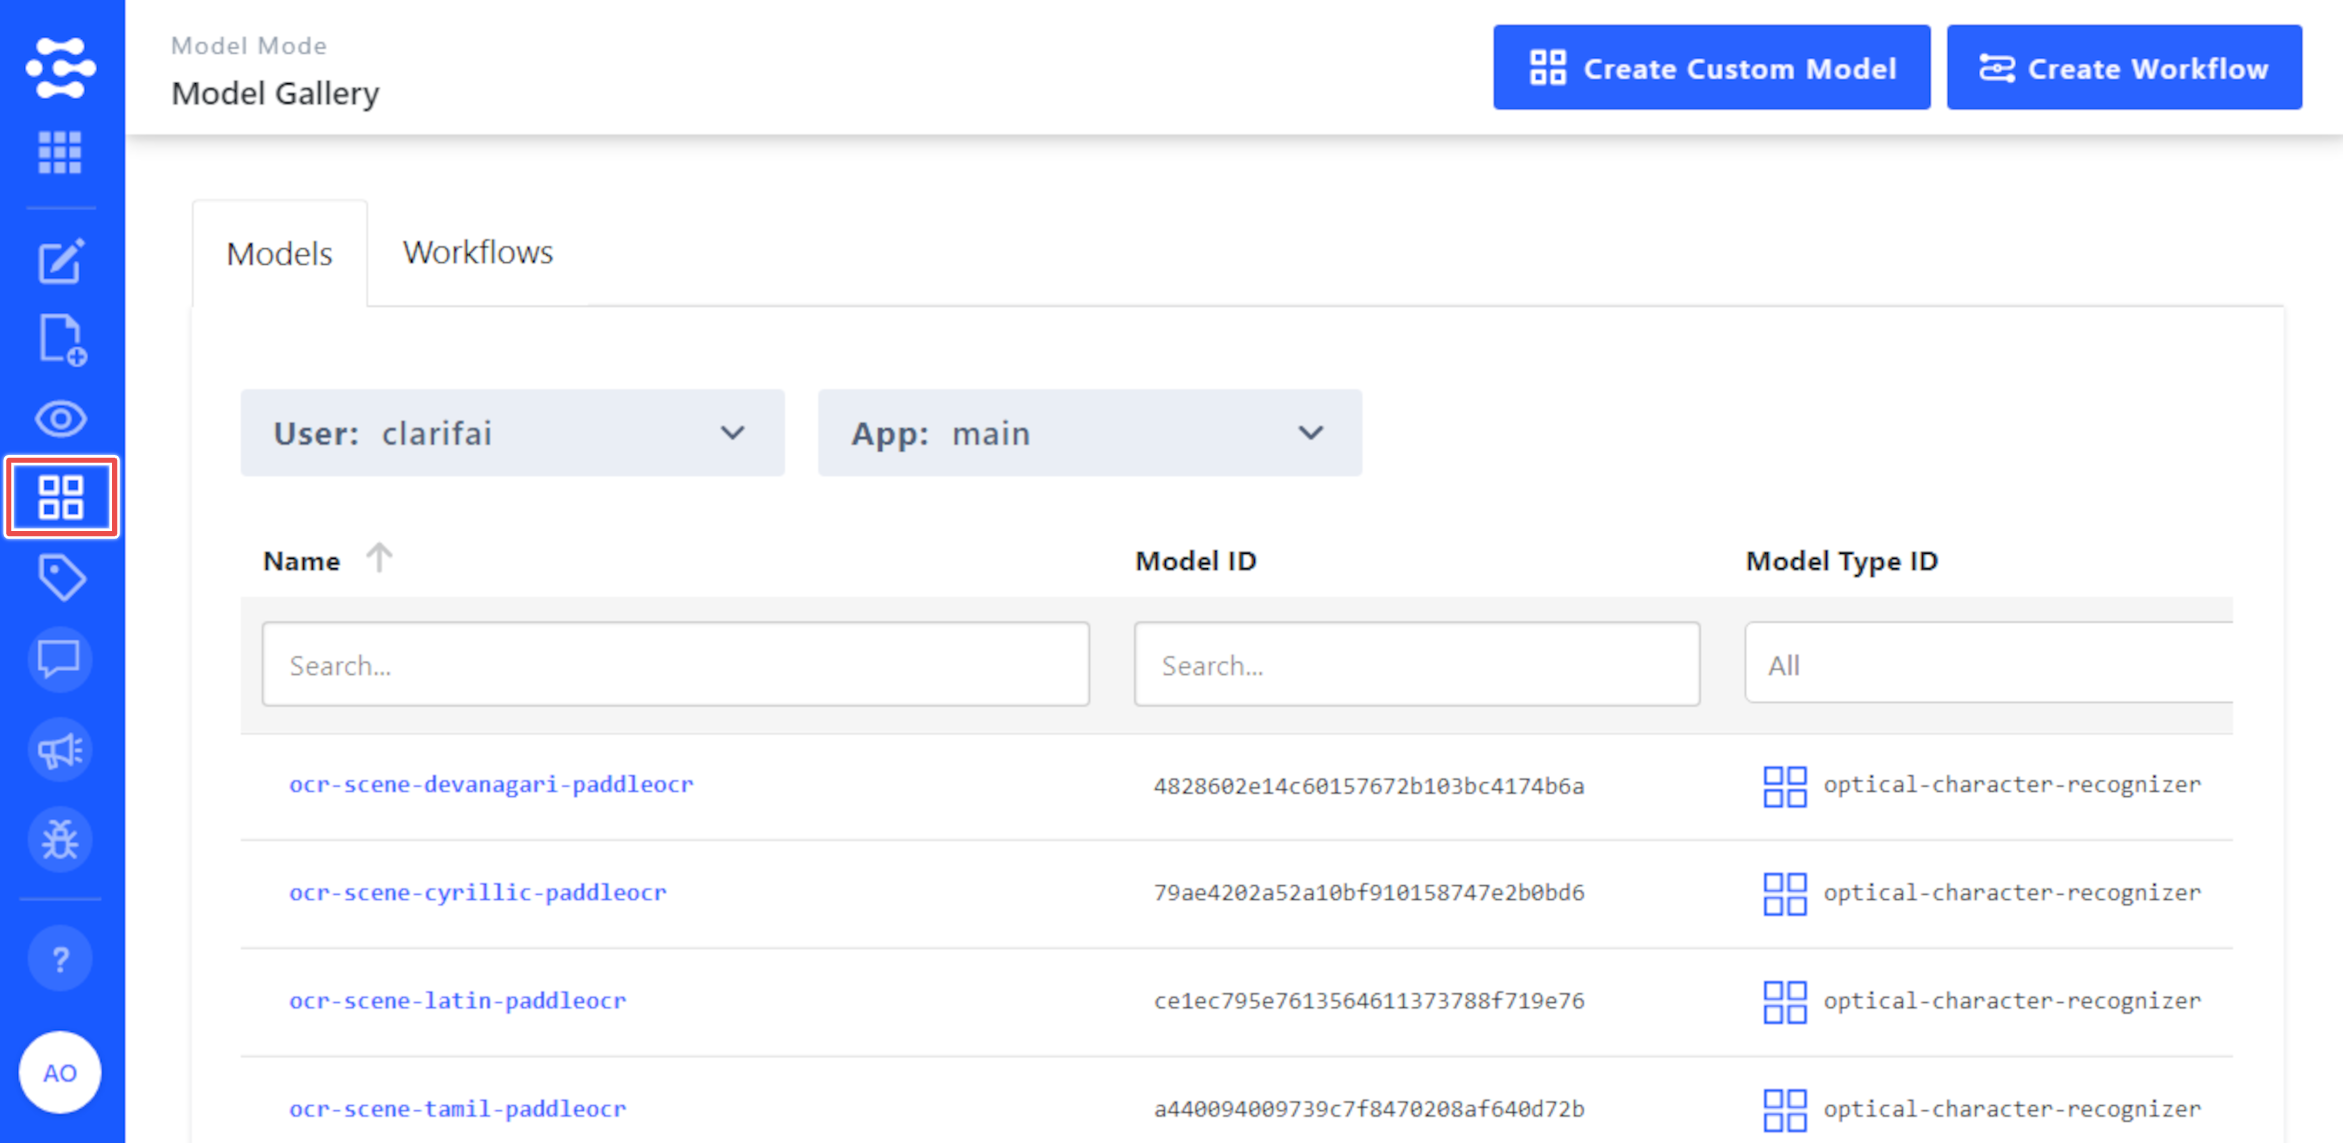 Model Mode
Model Gallery
Create Custom Model
Create Workflow
Models
Workflows
User: clarifai
App: main
Name
Model ID
Model Type ID
Search...
Search...
All
ocr-scene-devanagari-paddleocr
4828602e14c60157672b103bc4174b6a
optical-character-recognizer
ocr-scene-cyrillic-paddleocr
79ae4202a52a10bf910158747e2b0bd6
optical-character-recognizer
ocr-scene-latin-paddleocr
ce1ec795e7613564611373788f719e76
optical-character-recognizer
?
AO
ocr-scene-tamil-paddleocr
a440094009739c7f8470208af640d72b
optical-character-recognizer